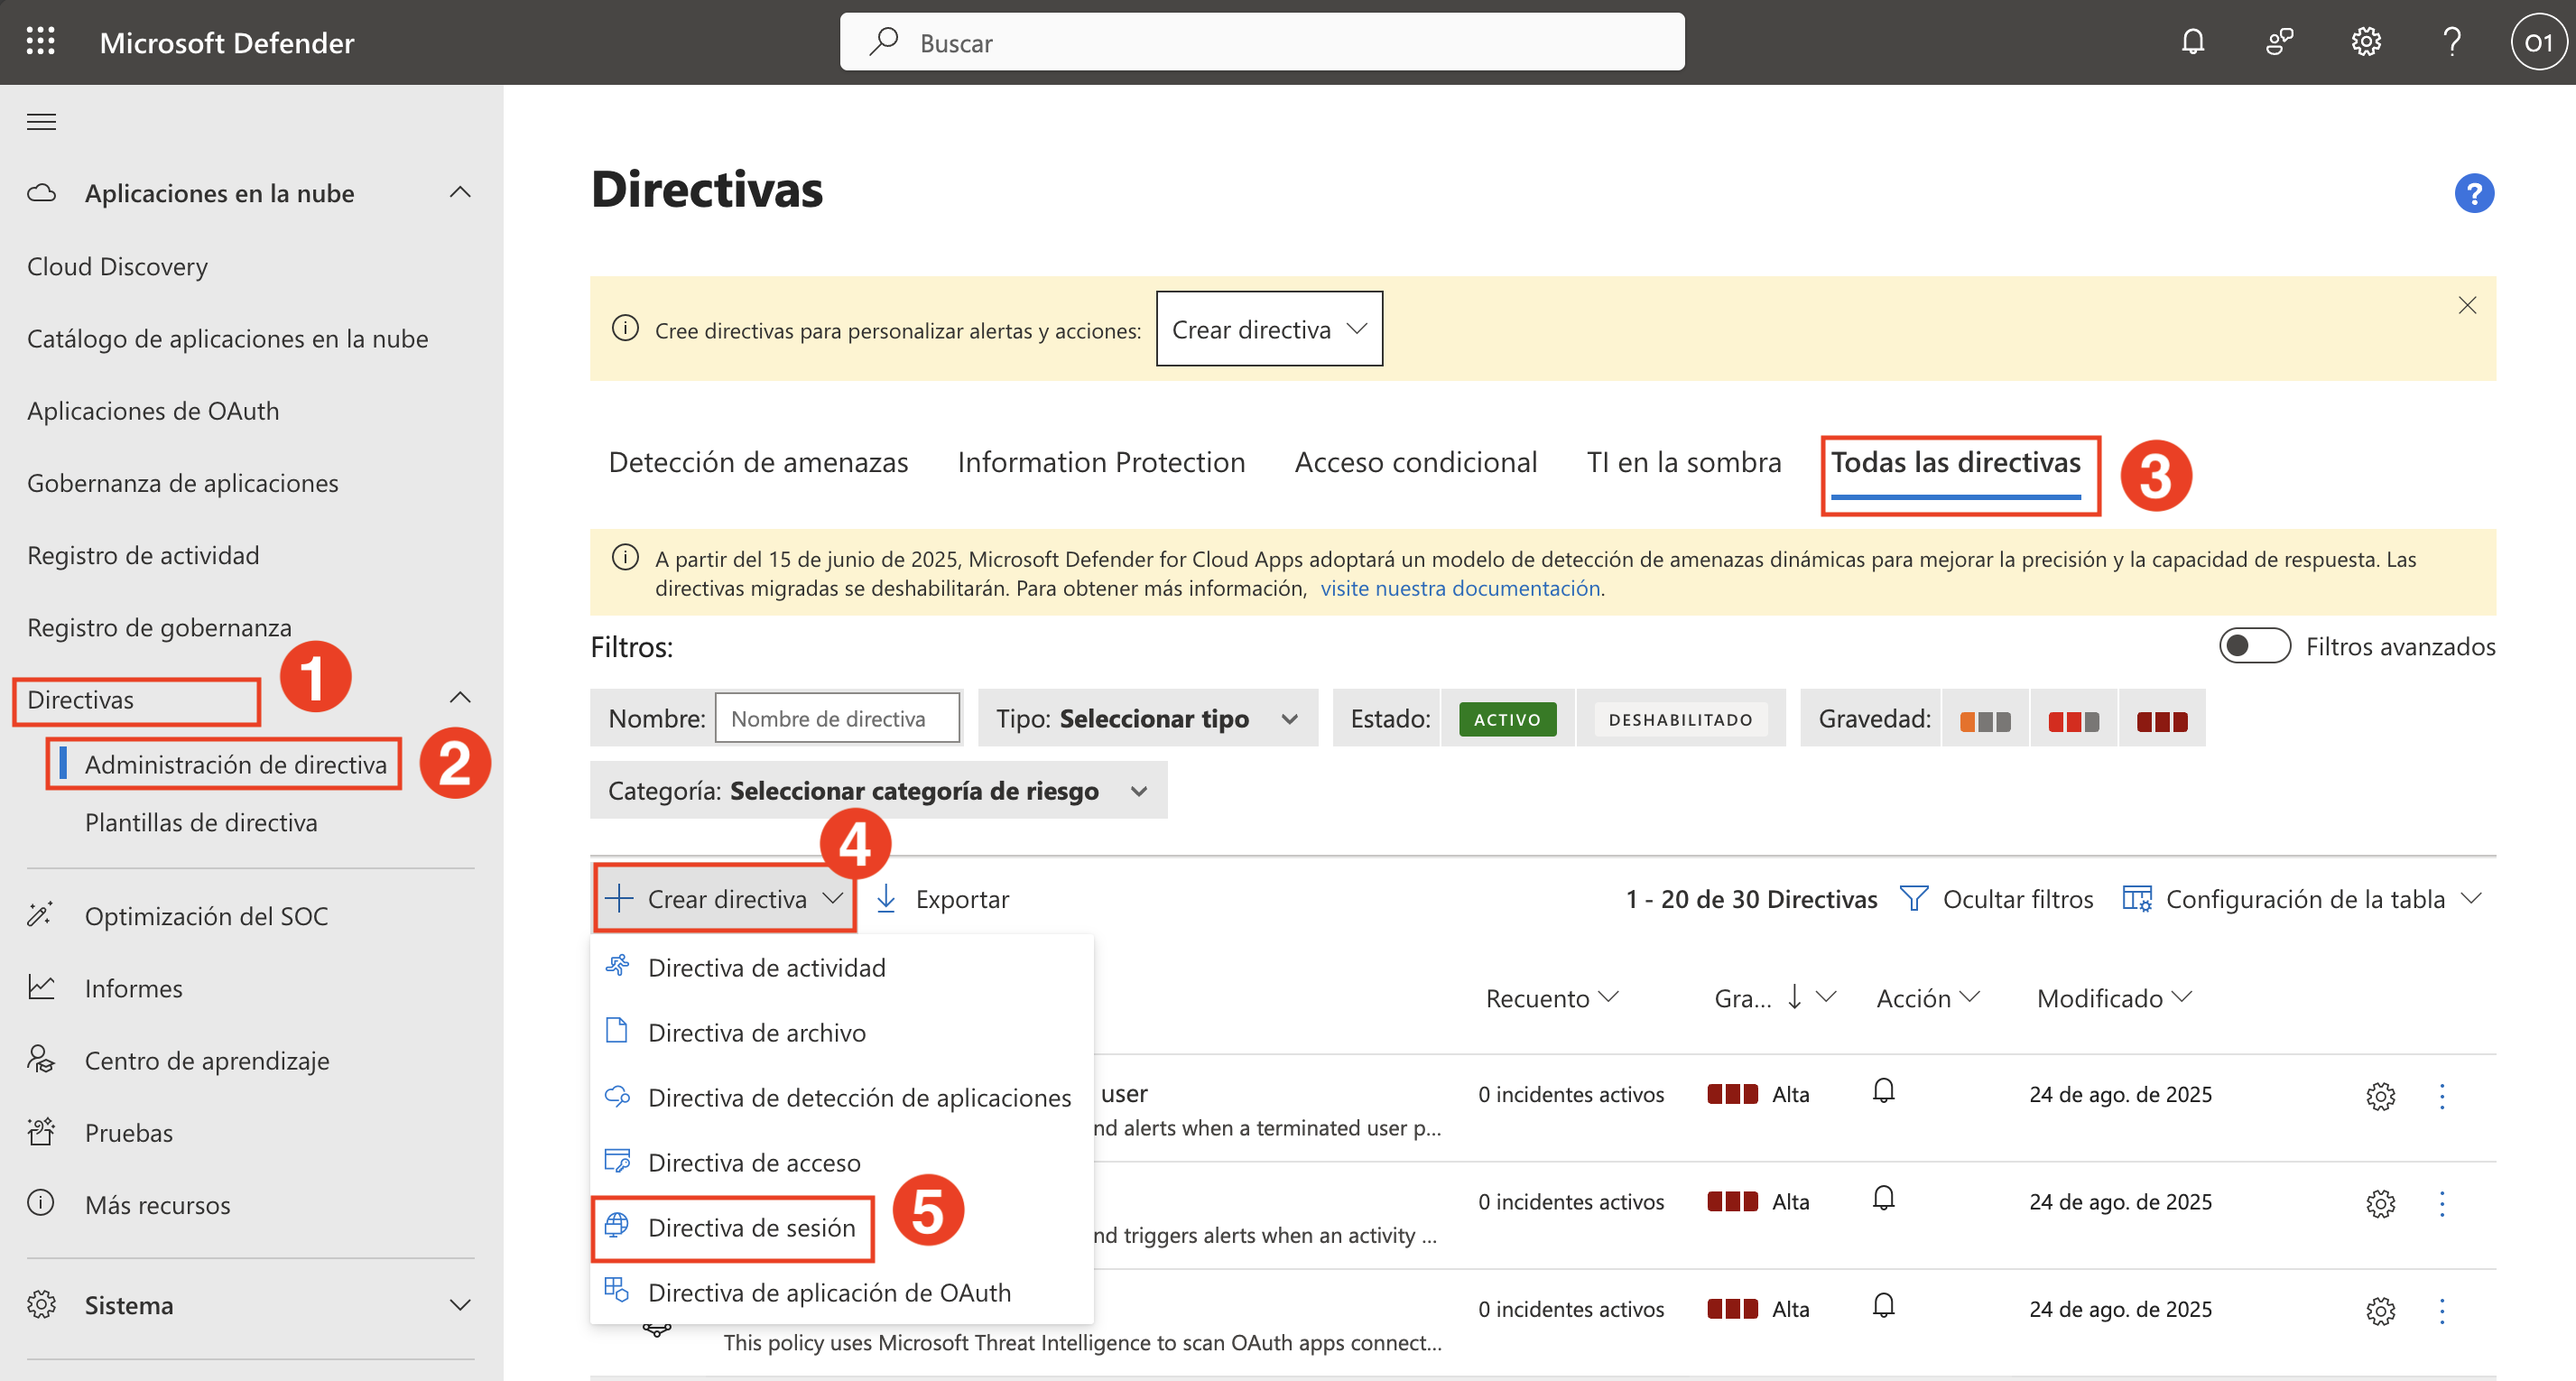 Microsoft Defender
Buscar
O1
Aplicaciones en la nube
Cloud Discovery
Catálogo de aplicaciones en la nube
Aplicaciones de OAuth
Gobernanza de aplicaciones
Registro de actividad
Registro de gobernanza
Directivas
1
Administración de directiva
2
Plantillas de directiva
Optimización del SOC
Informes
Centro de aprendizaje
Pruebas
Más recursos
Sistema
Directivas
?
Cree directivas para personalizar alertas y acciones: Crear directiva
Detección de amenazas Information Protection Acceso condicional TI en la sombra Todas las directivas
3
A partir del 15 de junio de 2025, Microsoft Defender for Cloud Apps adoptará un modelo de detección de amenazas dinámicas para mejorar la precisión y la capacidad de respuesta. Las
directivas migradas se deshabilitarán. Para obtener más información, visite nuestra documentación.
Filtros: Filtros avanzados
Nombre: Nombre de directiva Tipo: Seleccionar tipo Estado: ACTIVO DESHABILITADO Gravedad:
Categoría: Seleccionar categoría de riesgo
4
Crear directiva Exportar 1 - 20 de 30 Directivas Ocultar filtros Configuración de la tabla
Directiva de actividad
Directiva de archivo
Directiva de detección de aplicaciones
Directiva de acceso
Directiva de sesión
5
Directiva de aplicación de OAuth
Recuento Gra... Acción Modificado
user 0 incidentes activos Alta 24 de ago. de 2025
nd alerts when a terminated user p...
0 incidentes activos Alta 24 de ago. de 2025
nd triggers alerts when an activity ...
0 incidentes activos Alta 24 de ago. de 2025
This policy uses Microsoft Threat Intelligence to scan OAuth apps connect...